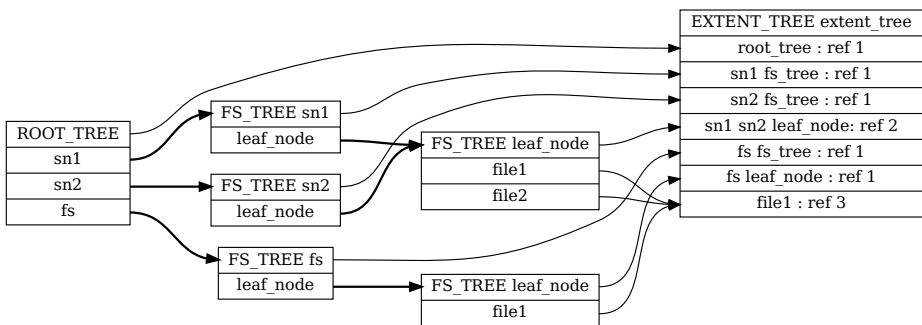 ROOT_TREE
sn1
sn2
fs
FS_TREE sn1
leaf_node
FS_TREE sn2
leaf_node
FS_TREE fs
leaf_node
FS_TREE leaf_node
file1
file2
FS_TREE leaf_node
file1
EXTENT_TREE extent_tree
root_tree : ref 1
sn1 fs_tree : ref 1
sn2 fs_tree : ref 1
sn1 sn2 leaf_node: ref 2
fs fs_tree : ref 1
fs leaf_node : ref 1
file1 : ref 3